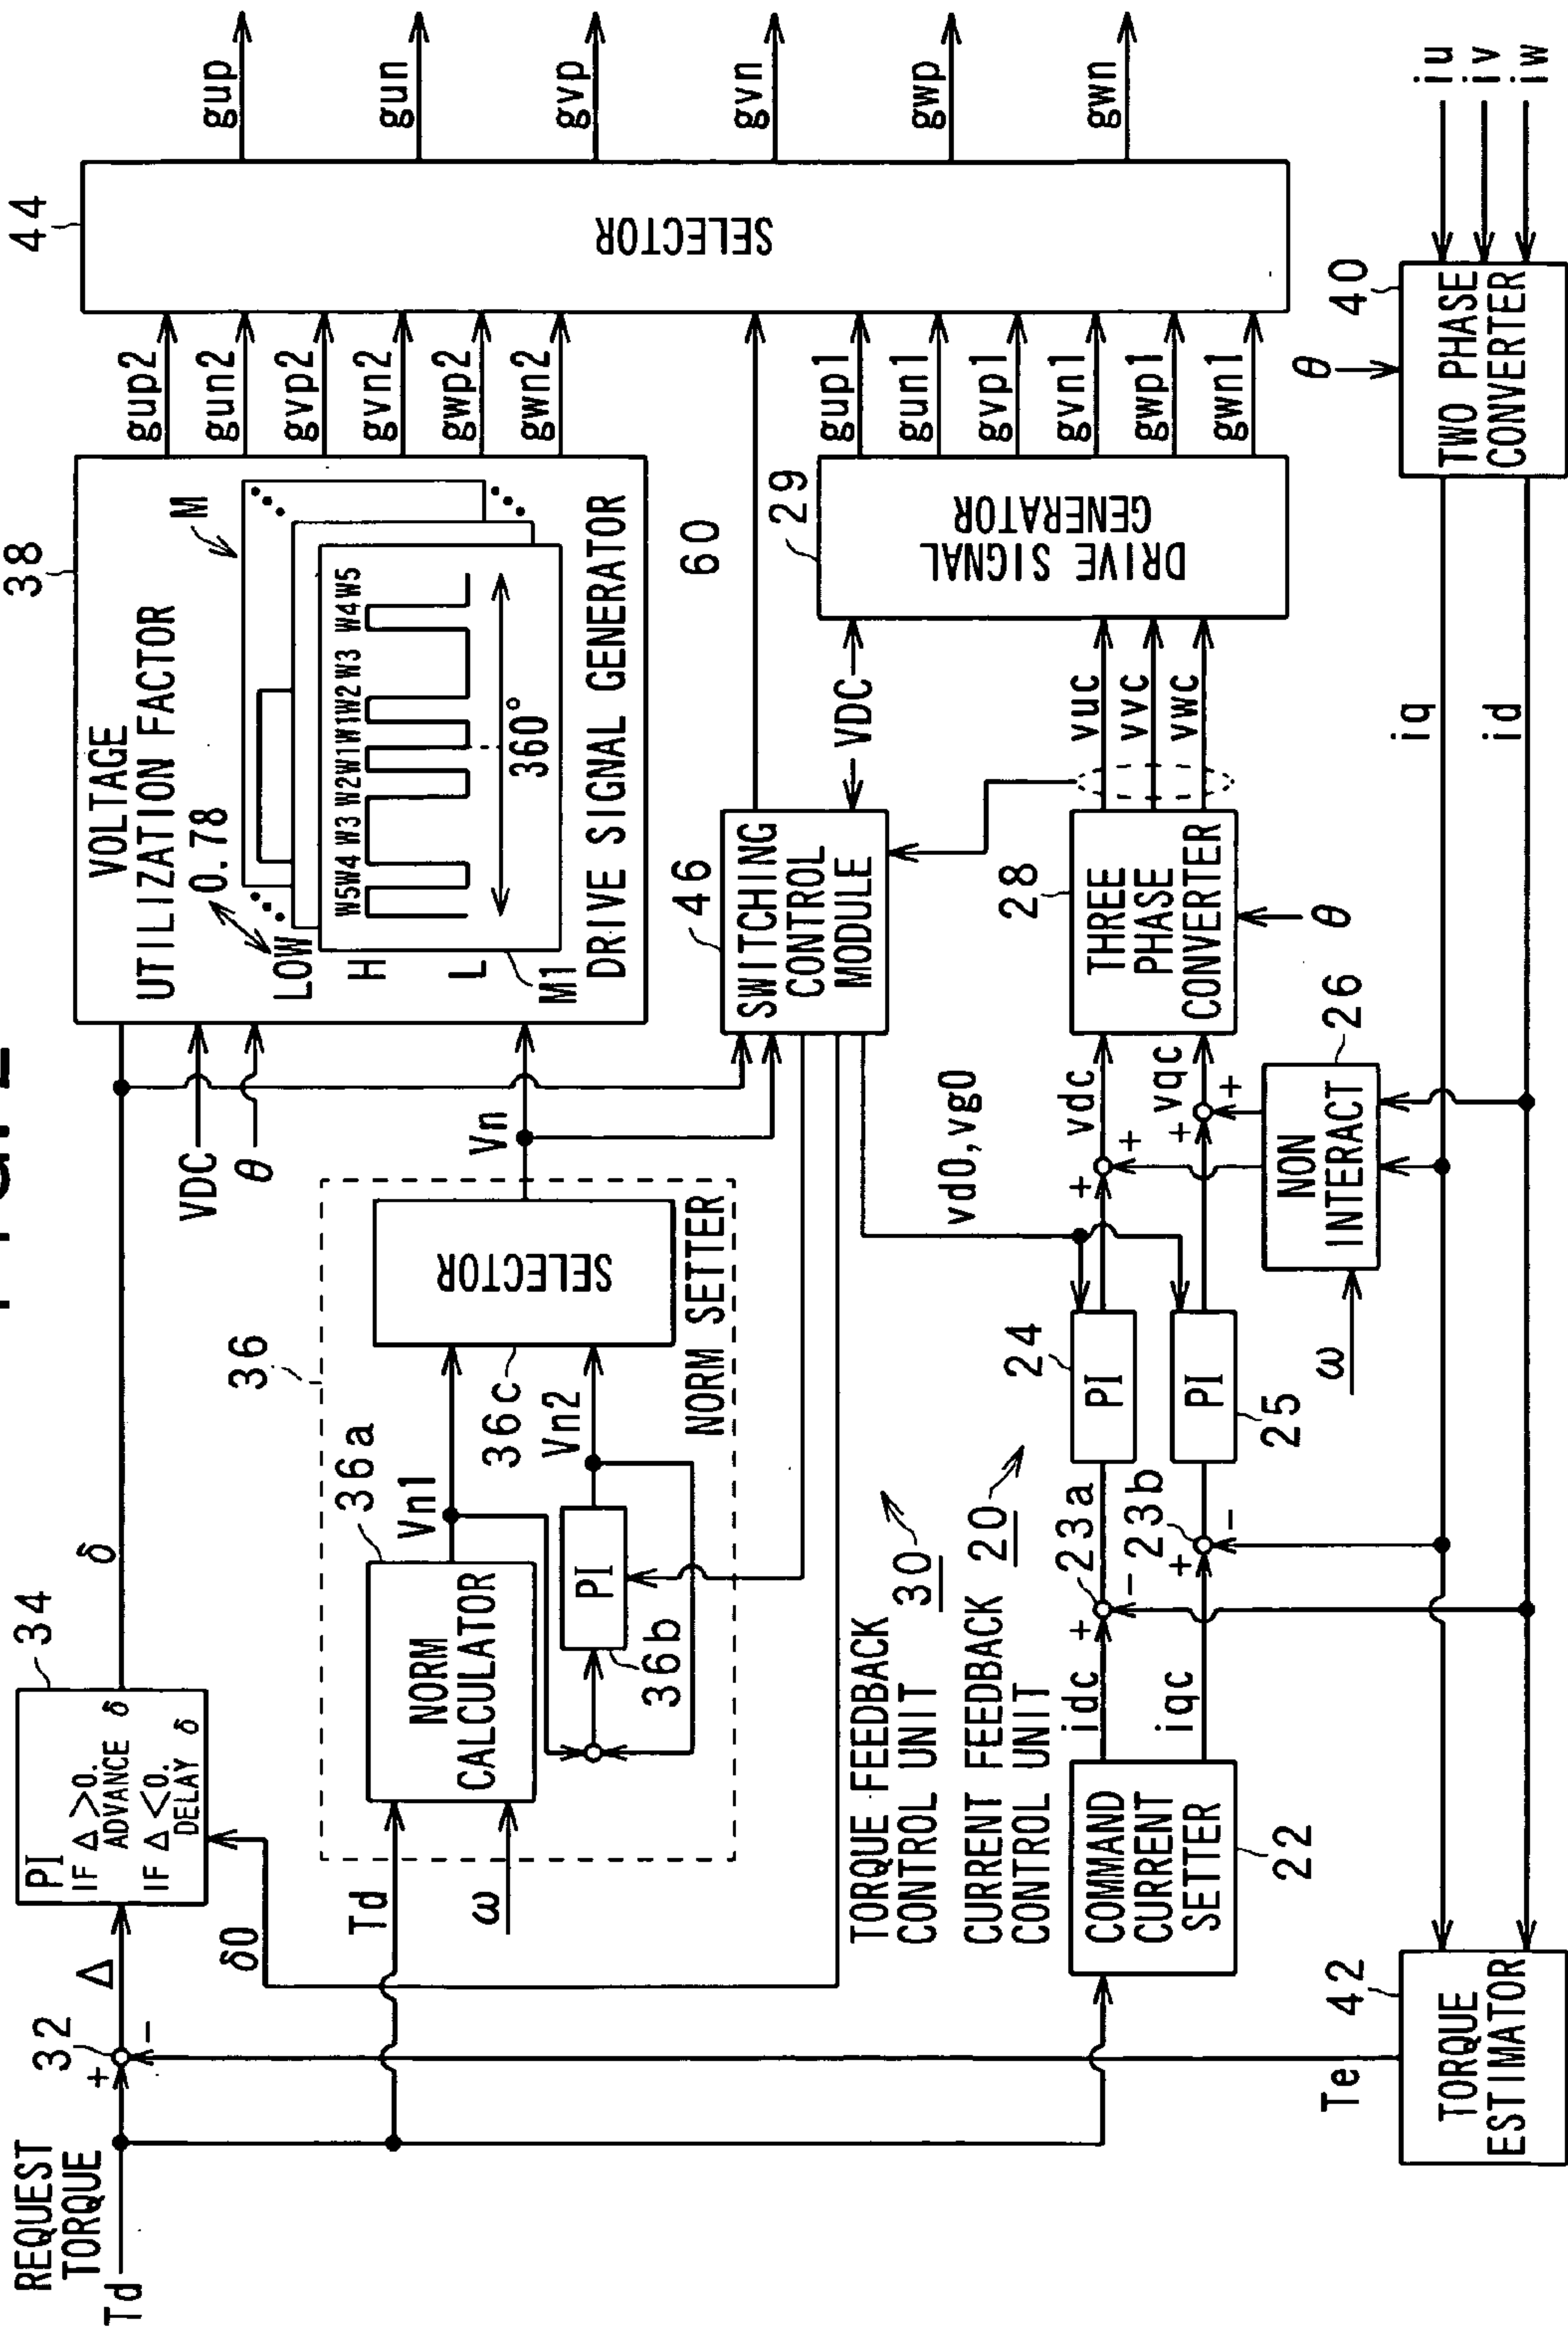 FIG. 2
REQUEST
TORQUE
Td
+
-
32
Δ
34
PI
IF Δ >0.
ADVANCE δ
IF Δ <0.
DELAY δ
δ
δ0
VDC
θ
38
VOLTAGE
UTILIZATION FACTOR
LOW
0.78
M
H
L
W5W4 W3 W2W1W1W2 W3 W4W5
360°
M1
DRIVE SIGNAL GENERATOR
gup2
gun2
gvp2
gvn2
gwp2
gwn2
44
SELECTOR
gup
gun
gvp
gvn
gwp
gwn
36
Td
ω
NORM
CALCULATOR
36a
Vn1
36b
PI
Vn2
36c
SELECTOR
NORM SETTER
Vn
46
SWITCHING
CONTROL
MODULE
60
VDC
vd0,vg0
TORQUE FEEDBACK
CONTROL UNIT
30
CURRENT FEEDBACK
CONTROL UNIT
20
COMMAND
CURRENT
SETTER
22
idc
iqc
+
-
23a
+
-
23b
24
PI
PI
25
+
+
vdc
+
+
vqc
NON
INTERACT
26
ω
28
THREE
PHASE
CONVERTER
θ
vuc
vvc
vwc
29
DRIVE SIGNAL
GENERATOR
gup1
gun1
gvp1
gvn1
gwp1
gwn1
Te
42
TORQUE
ESTIMATOR
iq
id
θ
40
TWO PHASE
CONVERTER
iu
iv
iw